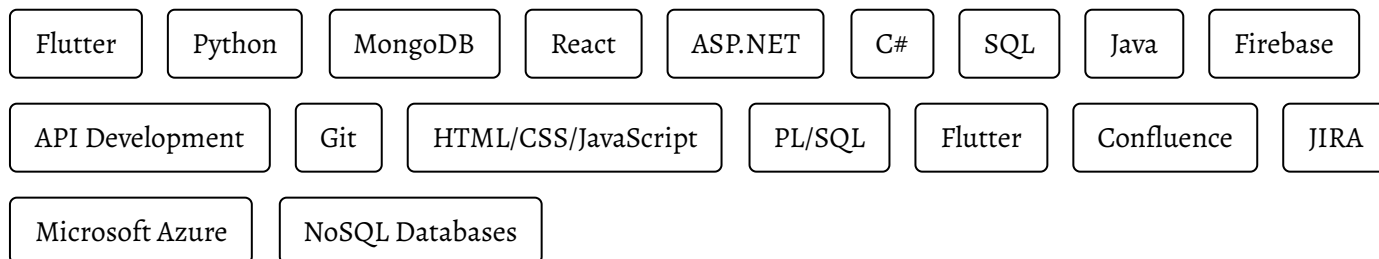 Flutter Python MongoDB React ASP.NET C# SQL Java Firebase
API Development Git HTML/CSS/JavaScript PL/SQL Flutter Confluence JIRA
Microsoft Azure NoSQL Databases